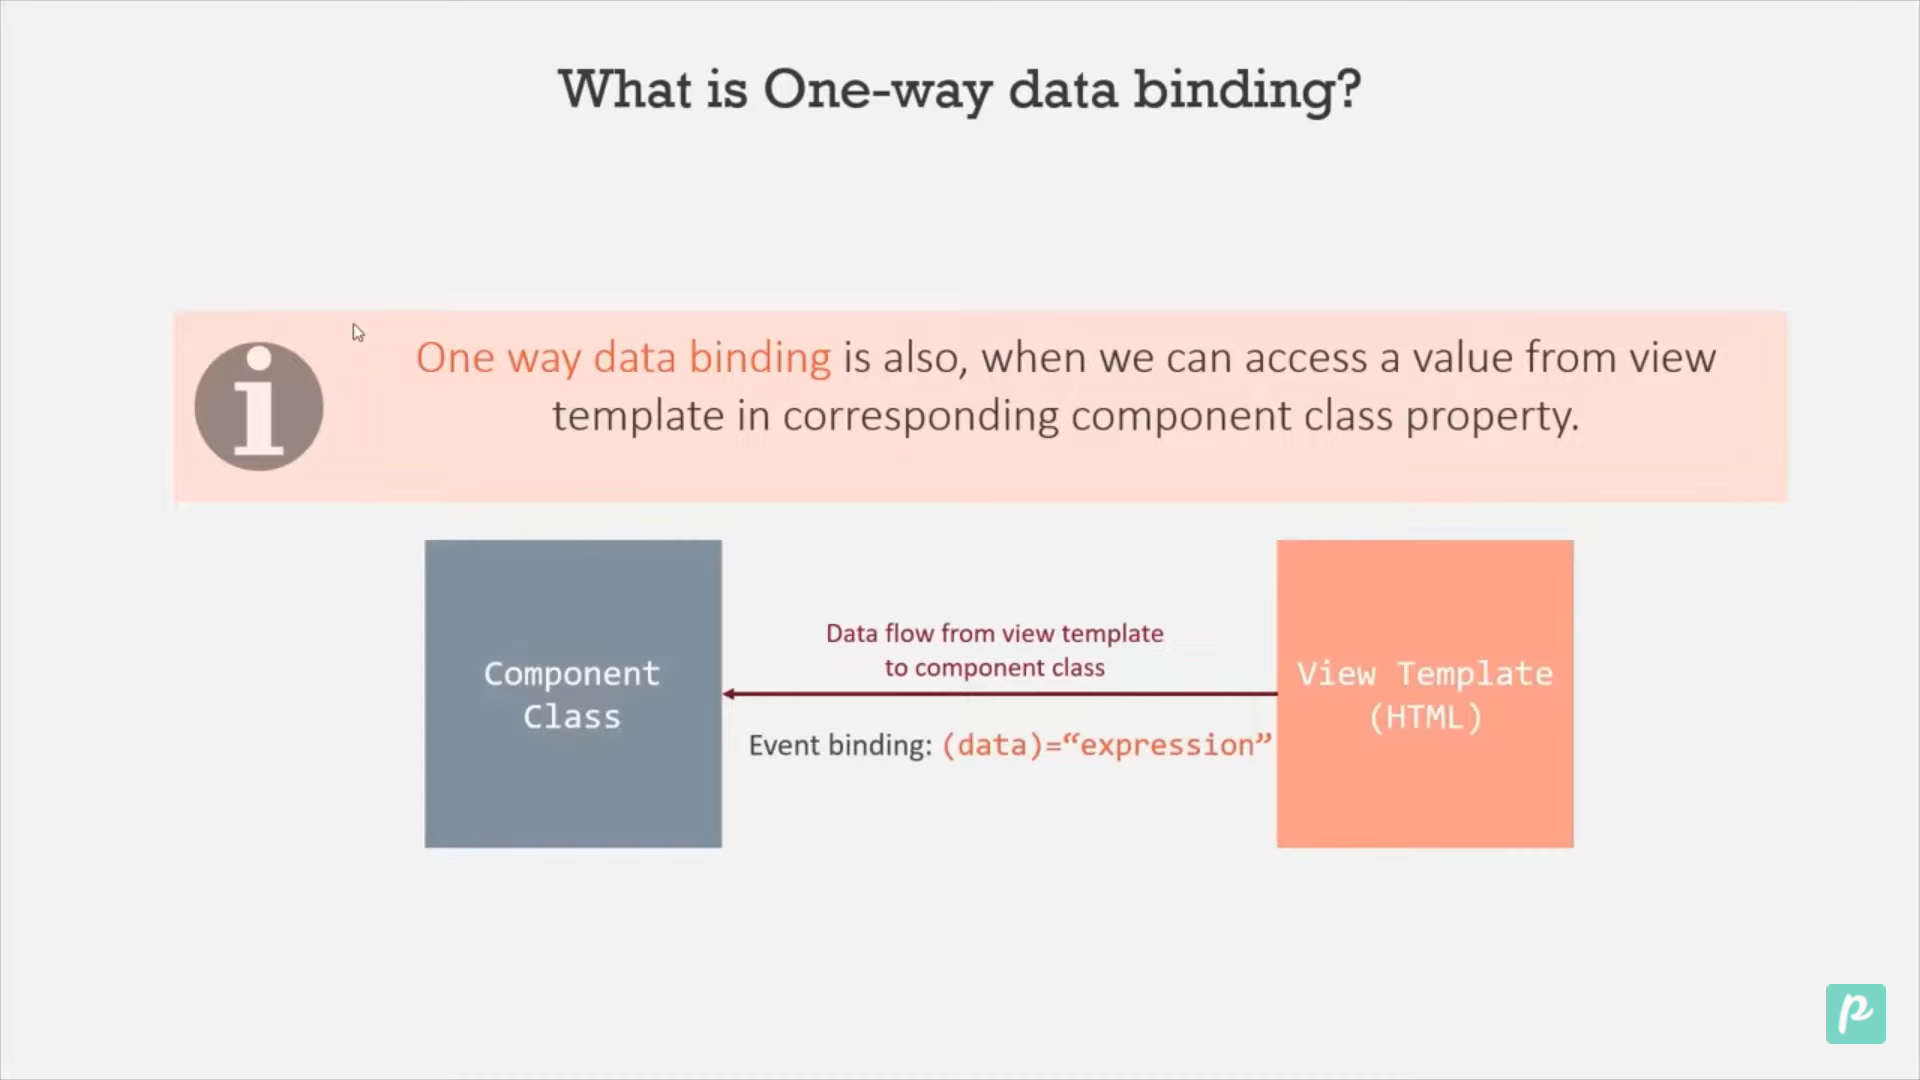 What is One-way data binding?
One way data binding is also, when we can access a value from view
template in corresponding component class property.
Component
Class
Data flow from view template
to component class
Event binding: (data)=“expression”
View Template
(HTML)